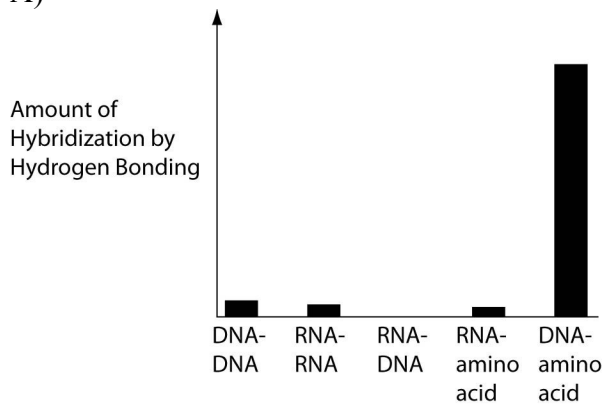 A)
Amount of
Hybridization by
Hydrogen Bonding
DNA-
DNA
RNA-
RNA
RNA-
DNA
RNA-
amino
acid
DNA-
amino
acid